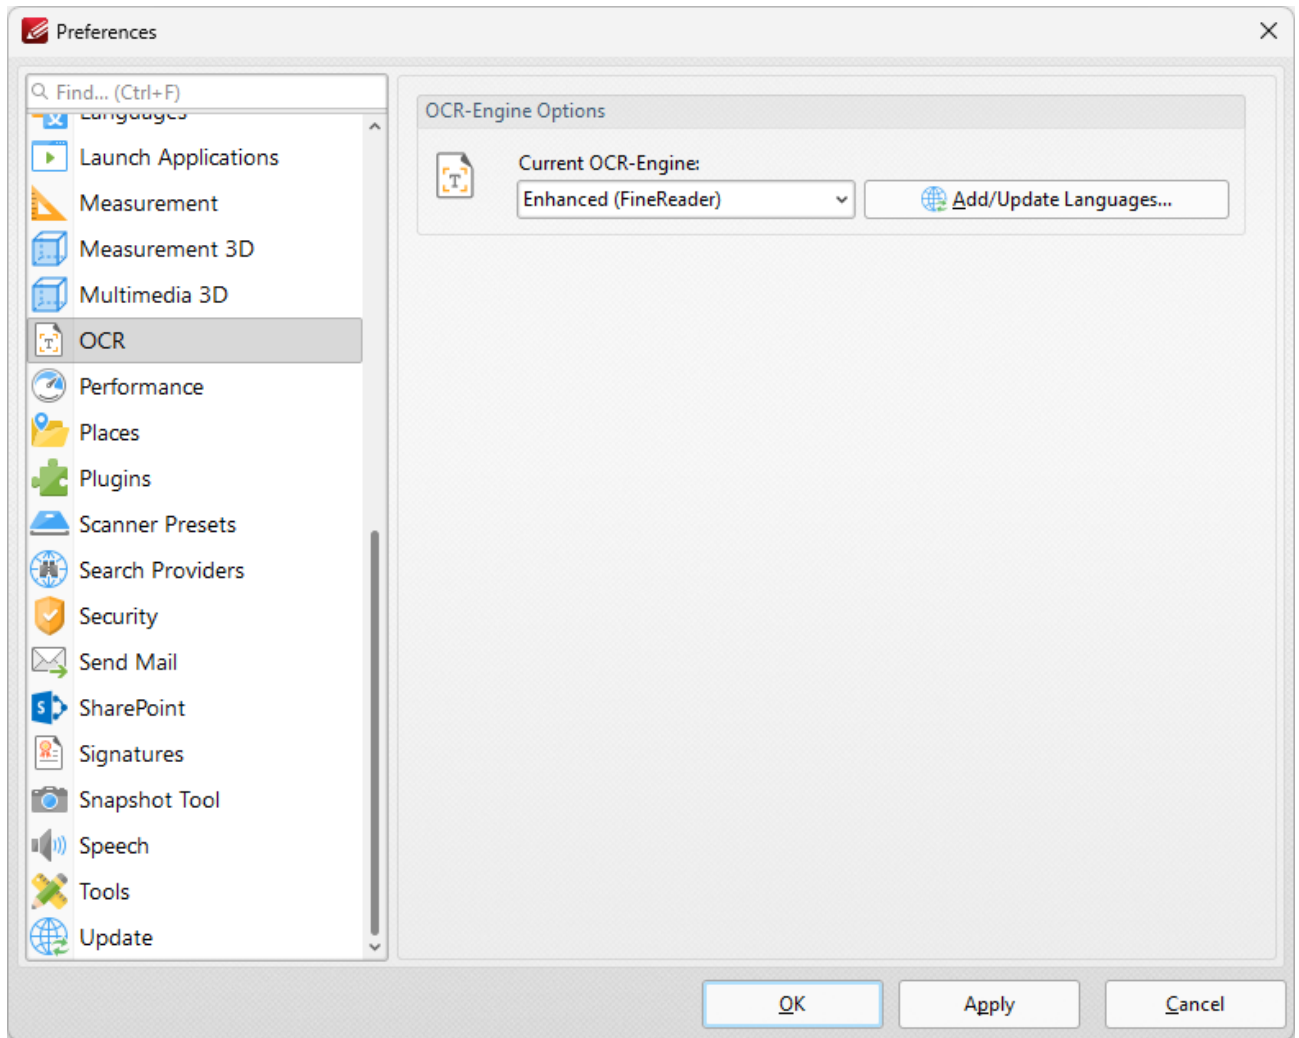 Preferences
Find... (Ctrl+F)
Languages
Launch Applications
Measurement
Measurement 3D
Multimedia 3D
OCR
Performance
Places
Plugins
Scanner Presets
Search Providers
Security
Send Mail
SharePoint
Signatures
Snapshot Tool
Speech
Tools
Update
OCR-Engine Options
Current OCR-Engine:
Enhanced (FineReader)
Add/Update Languages...
OK
Apply
Cancel